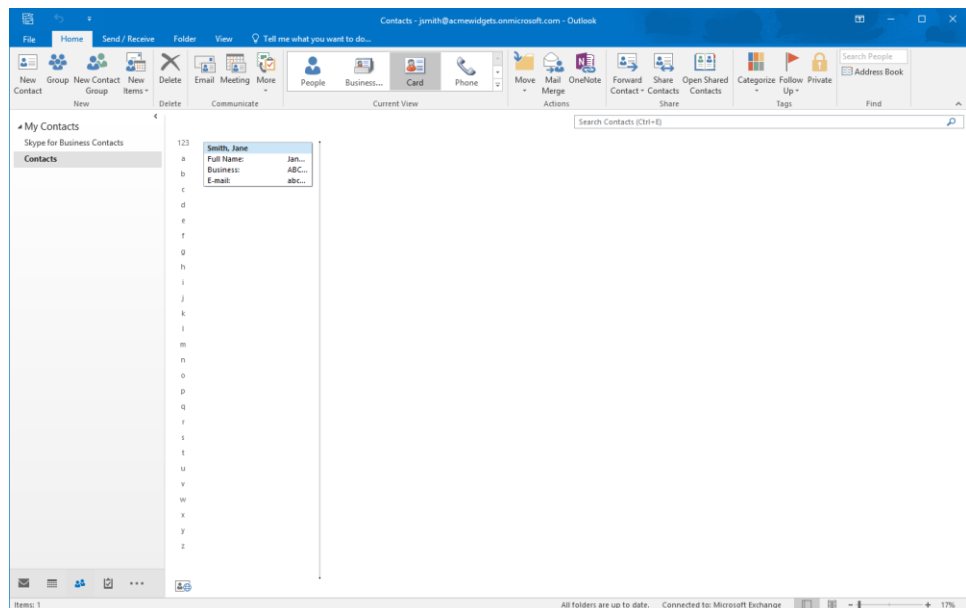 Contacts - jsmith@acmewidgets.onmicrosoft.com - Outlook
File Home Send / Receive Folder View Tell me what you want to do...
New Contact
Group
New Contact Group
New Items
Delete
Email
Meeting
More
People
Business...
Card
Phone
Move
Mail Merge
OneNote
Forward Contact
Share Contacts
Open Shared Contacts
Categorize
Follow Up
Private
Search People
Address Book
New Delete Communicate Current View Actions Share Tags Find
My Contacts
Skype for Business Contacts
Contacts
Search Contacts (Ctrl+E)
123
a
b
c
d
e
f
g
h
i
j
k
l
m
n
o
p
q
r
s
t
u
v
w
x
y
z
Smith, Jane
Full Name: Jan...
Business: ABC...
E-mail: abc...
Items: 1
All folders are up to date. Connected to: Microsoft Exchange
17%